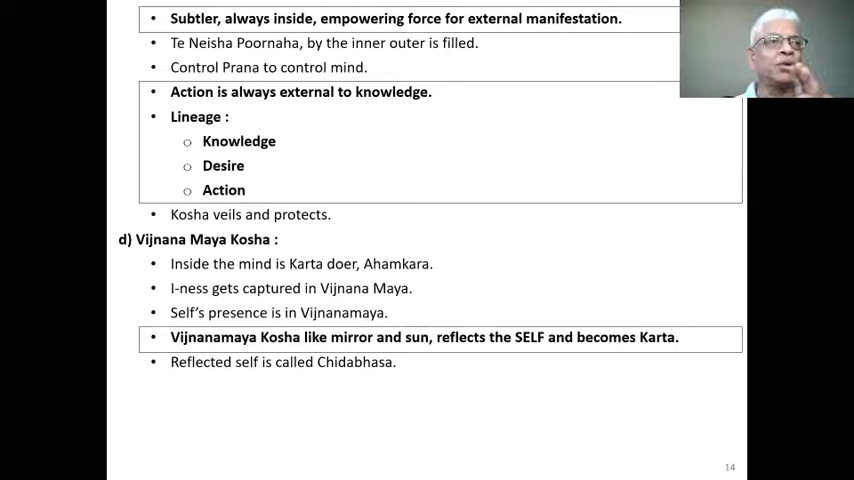 • Subtler, always inside, empowering force for external manifestation.
• Te Neisha Poornaha, by the inner outer is filled.
• Control Prana to control mind.
• Action is always external to knowledge.
• Lineage :
o Knowledge
o Desire
o Action
• Kosha veils and protects.
d) Vijnana Maya Kosha :
• Inside the mind is Karta doer, Ahamkara.
• I-ness gets captured in Vijnana Maya.
• Self’s presence is in Vijnanamaya.
• Vijnanamaya Kosha like mirror and sun, reflects the SELF and becomes Karta.
• Reflected self is called Chidabhasa.
14